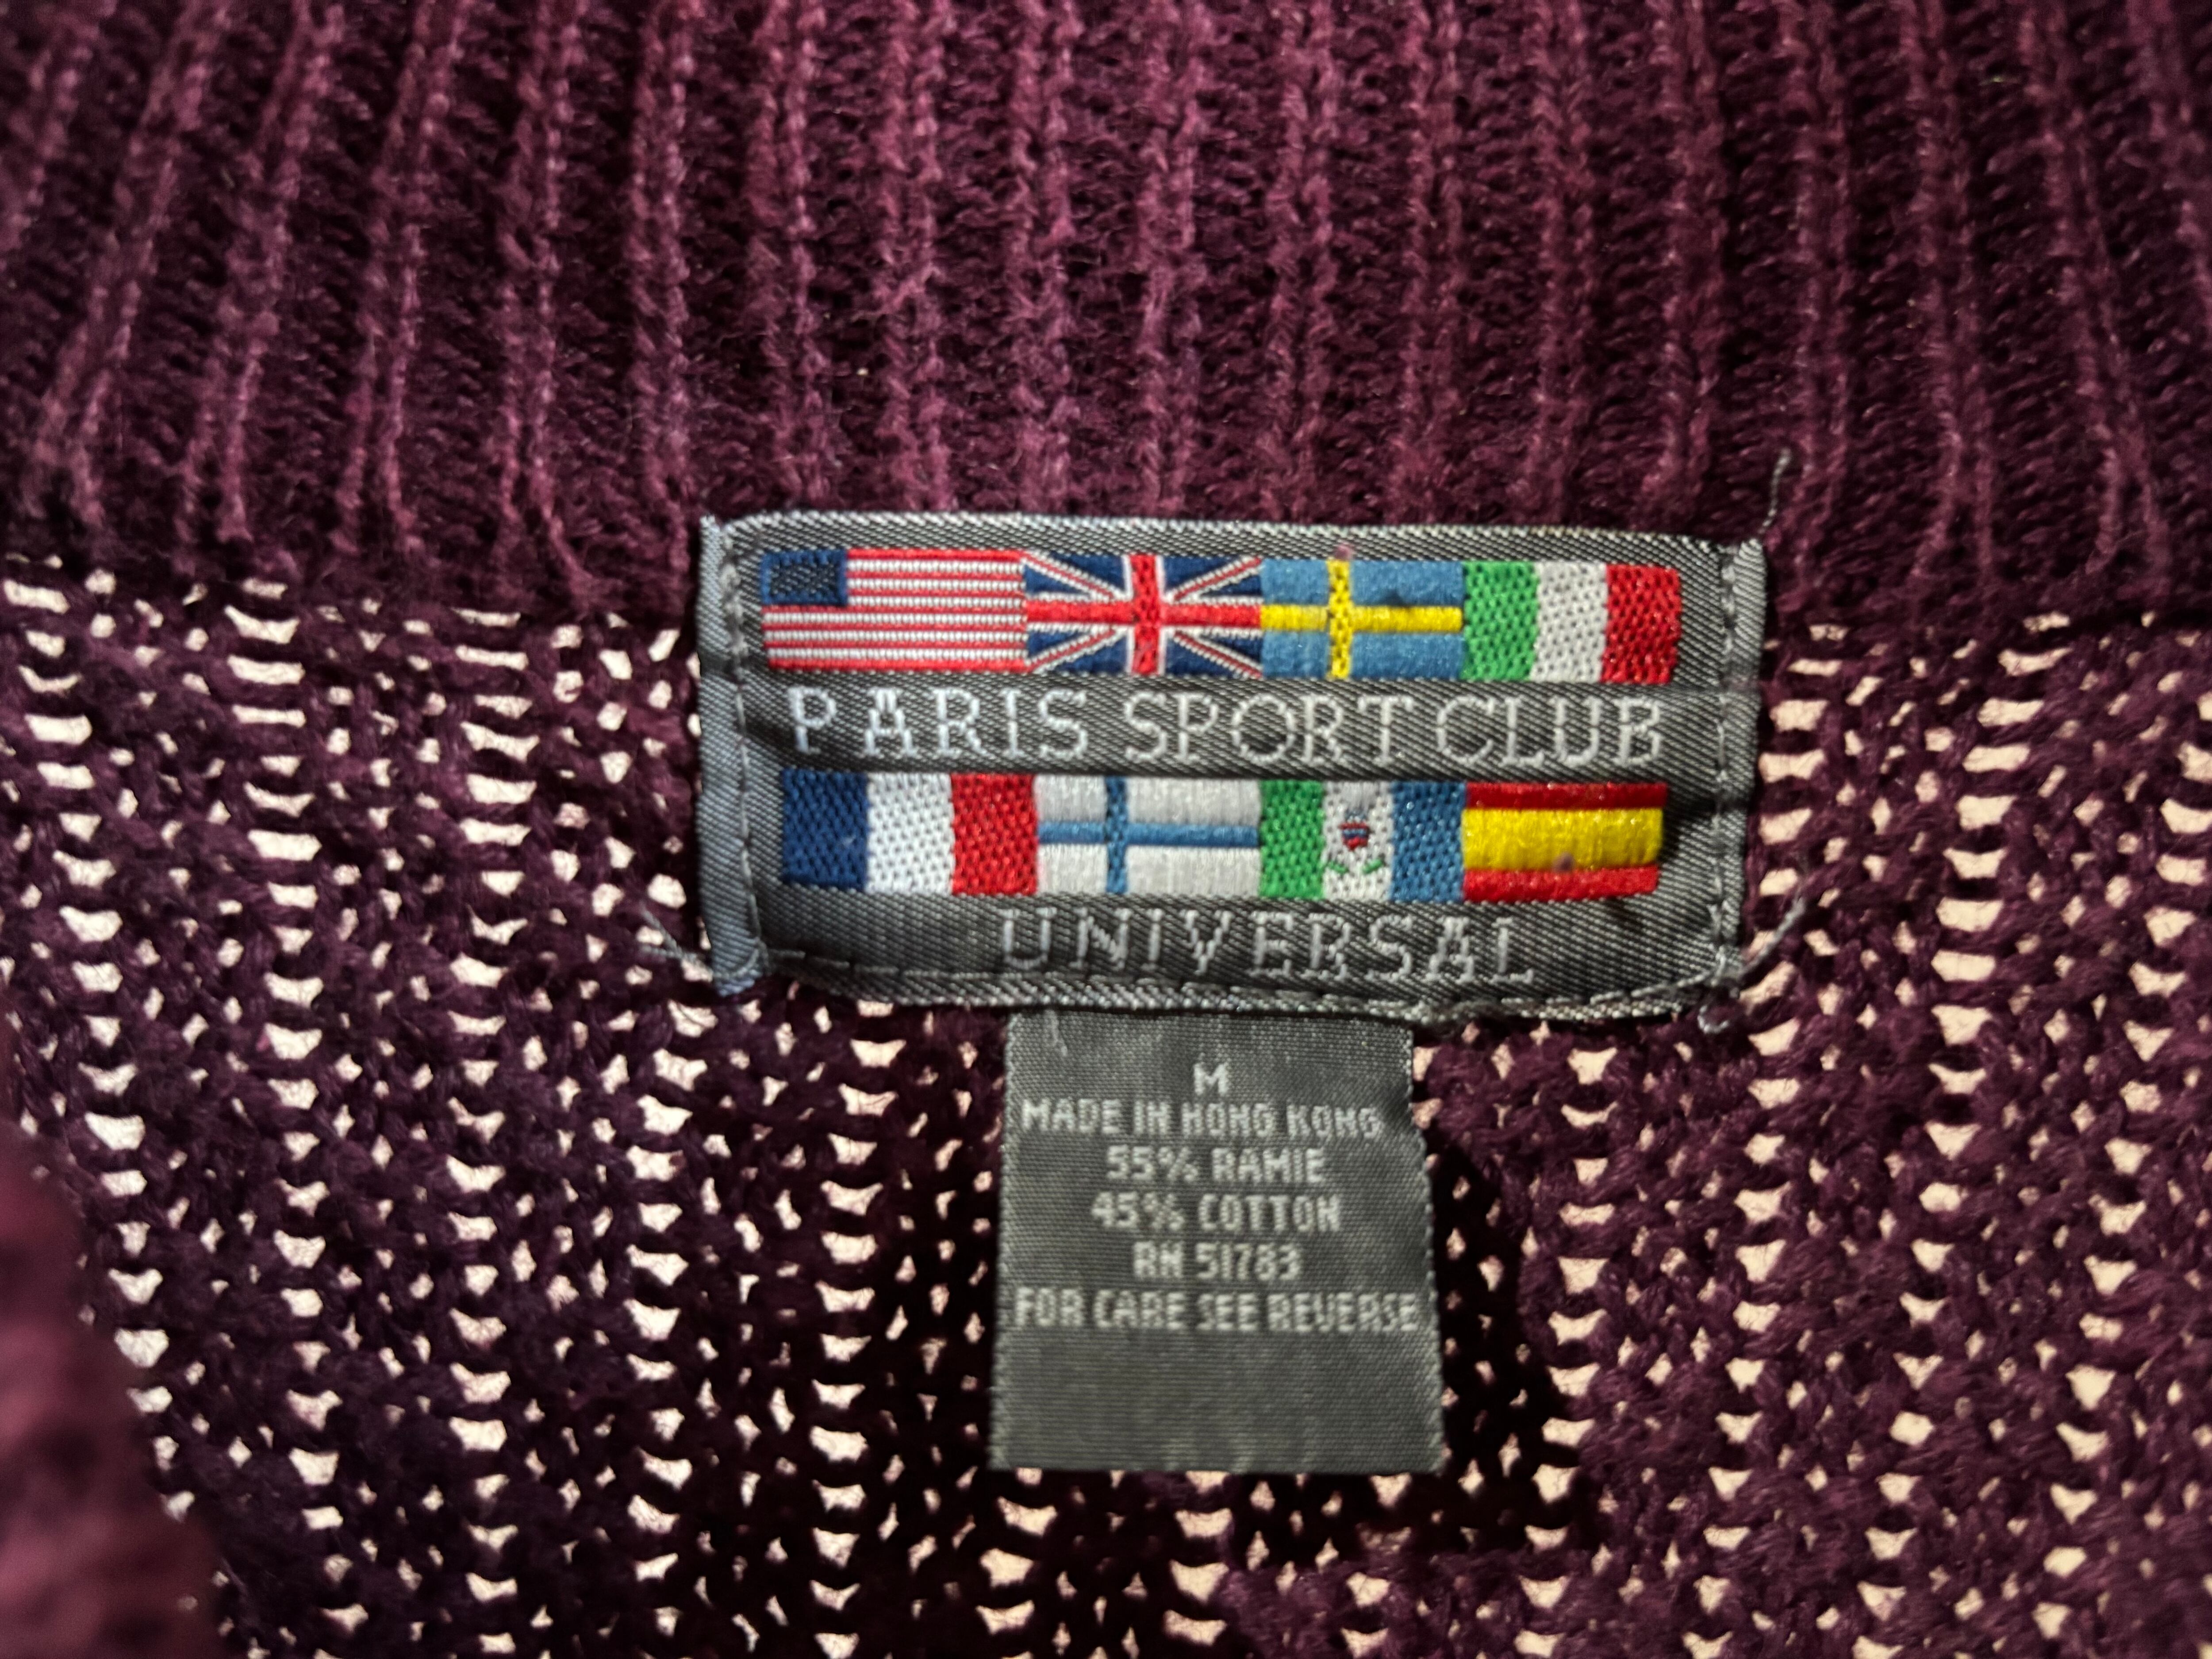 PARIS SPORT CLUB
UNIVERSAL
M
MADE IN HONG KONG
55% RAMIE
45% COTTON
RN 51783
FOR CARE SEE REVERSE